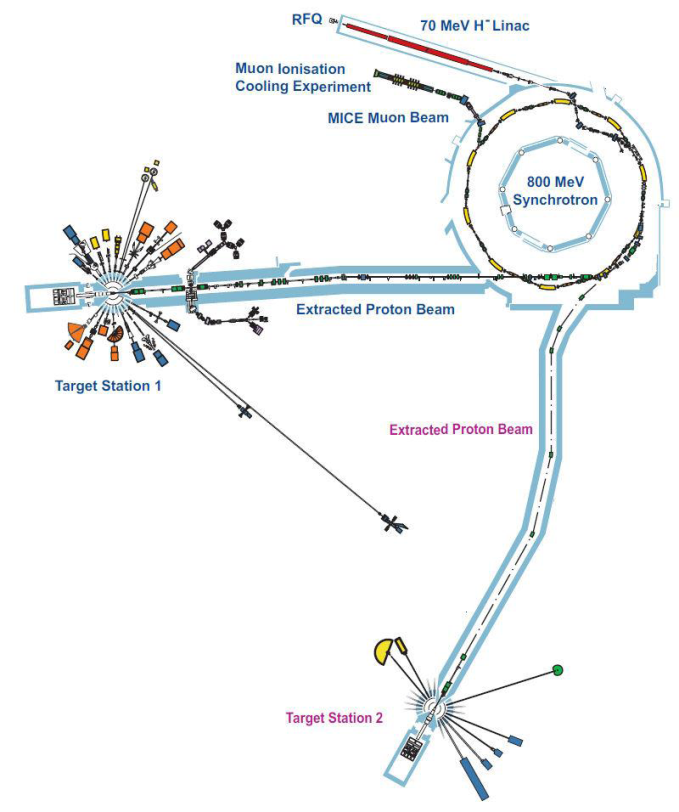 RFQ
70 MeV H⁻ Linac
Muon Ionisation
Cooling Experiment
MICE Muon Beam
800 MeV
Synchrotron
Extracted Proton Beam
Target Station 1
Extracted Proton Beam
Target Station 2